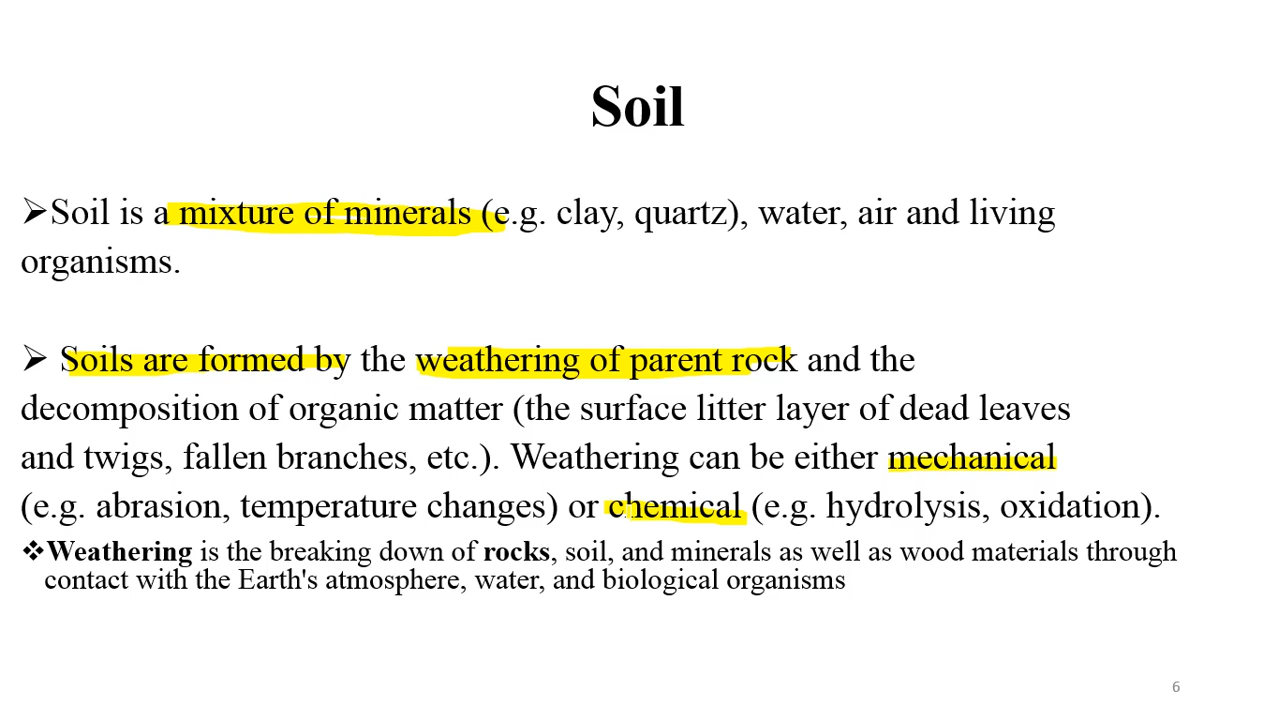 Soil
➢Soil is a mixture of minerals (e.g. clay, quartz), water, air and living
organisms.
➢ Soils are formed by the weathering of parent rock and the
decomposition of organic matter (the surface litter layer of dead leaves
and twigs, fallen branches, etc.). Weathering can be either mechanical
(e.g. abrasion, temperature changes) or chemical (e.g. hydrolysis, oxidation).
❖Weathering is the breaking down of rocks, soil, and minerals as well as wood materials through
contact with the Earth's atmosphere, water, and biological organisms
6